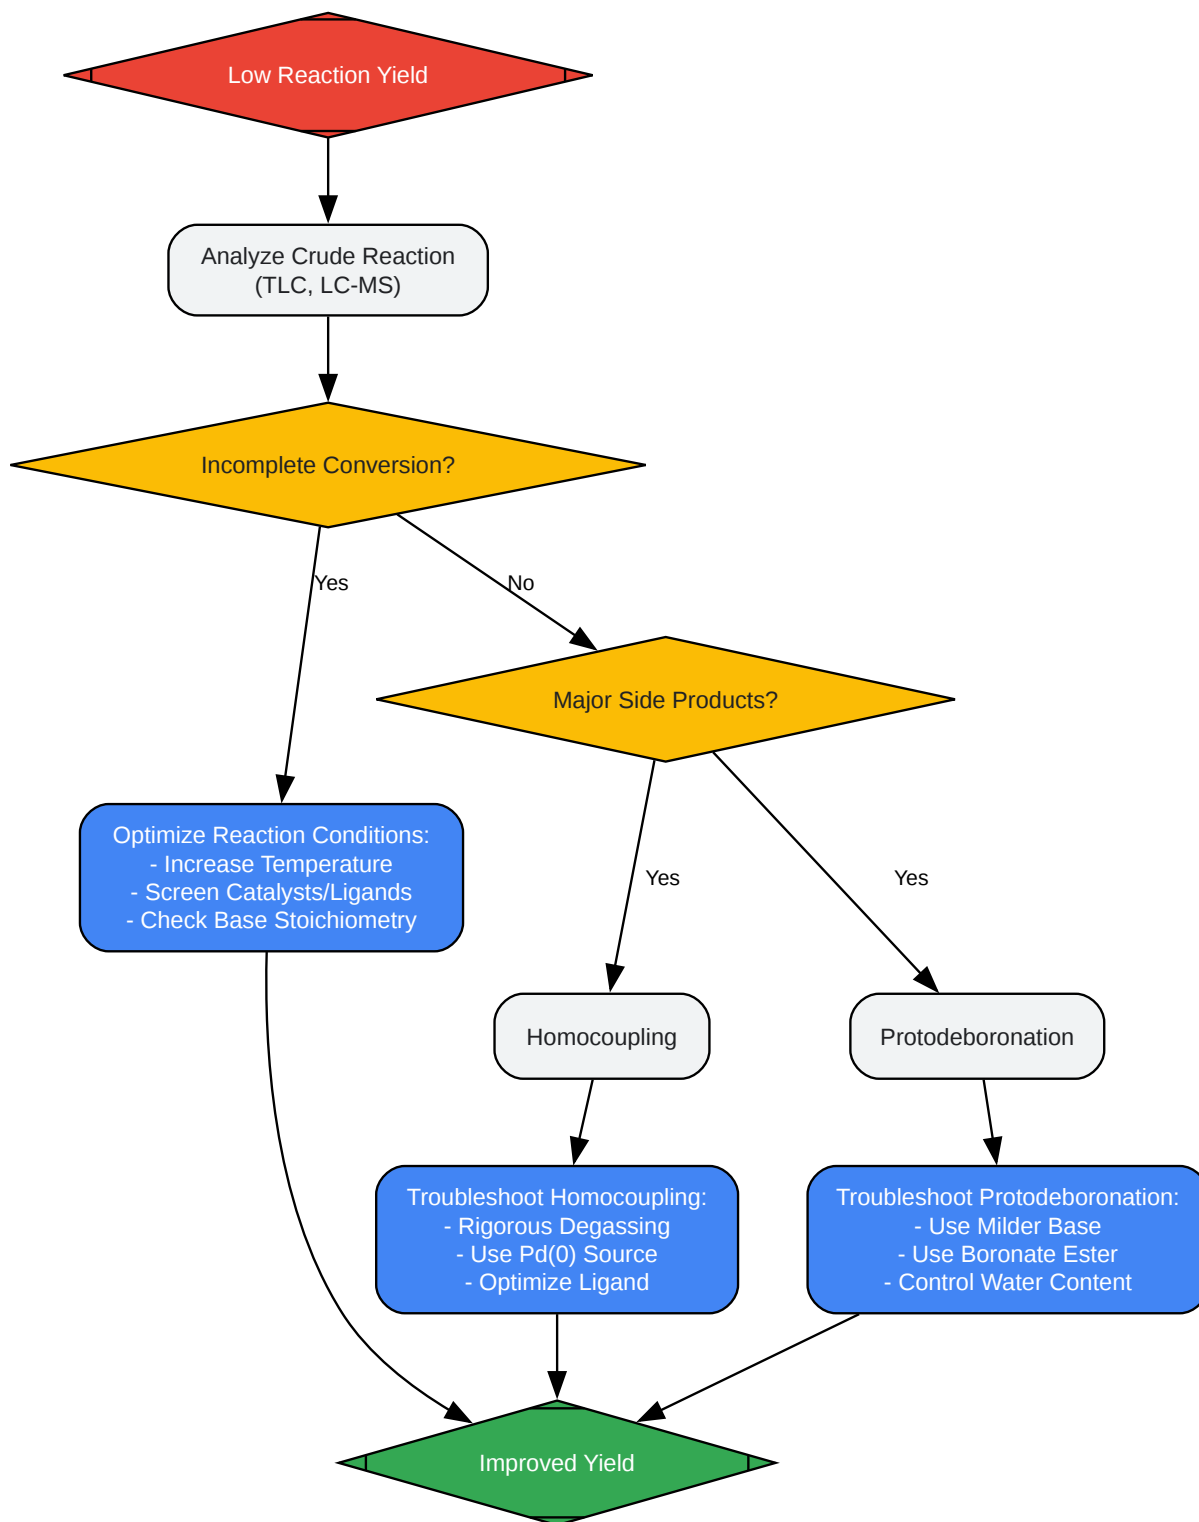 Low Reaction Yield
Analyze Crude Reaction
(TLC, LC-MS)
Incomplete Conversion?
Yes
No
Major Side Products?
Optimize Reaction Conditions:
- Increase Temperature
- Screen Catalysts/Ligands
- Check Base Stoichiometry
Yes
Yes
Homocoupling
Protodeboronation
Troubleshoot Homocoupling:
- Rigorous Degassing
- Use Pd(0) Source
- Optimize Ligand
Troubleshoot Protodeboronation:
- Use Milder Base
- Use Boronate Ester
- Control Water Content
Improved Yield